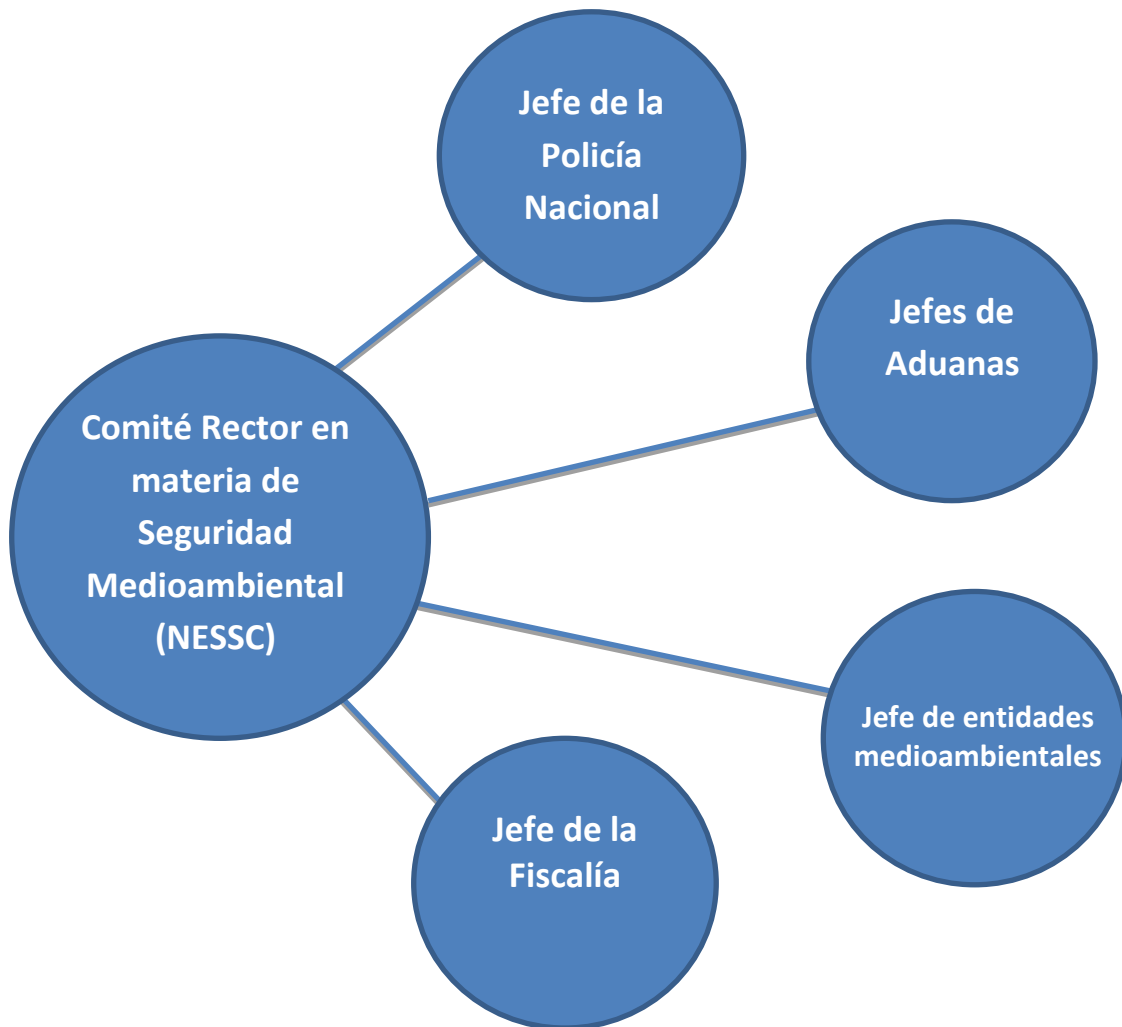 Jefe de la
Policía
Nacional
Jefes de
Aduanas
Comité Rector en
materia de
Seguridad
Medioambiental
(NESSC)
Jefe de entidades
medioambientales
Jefe de la
Fiscalía